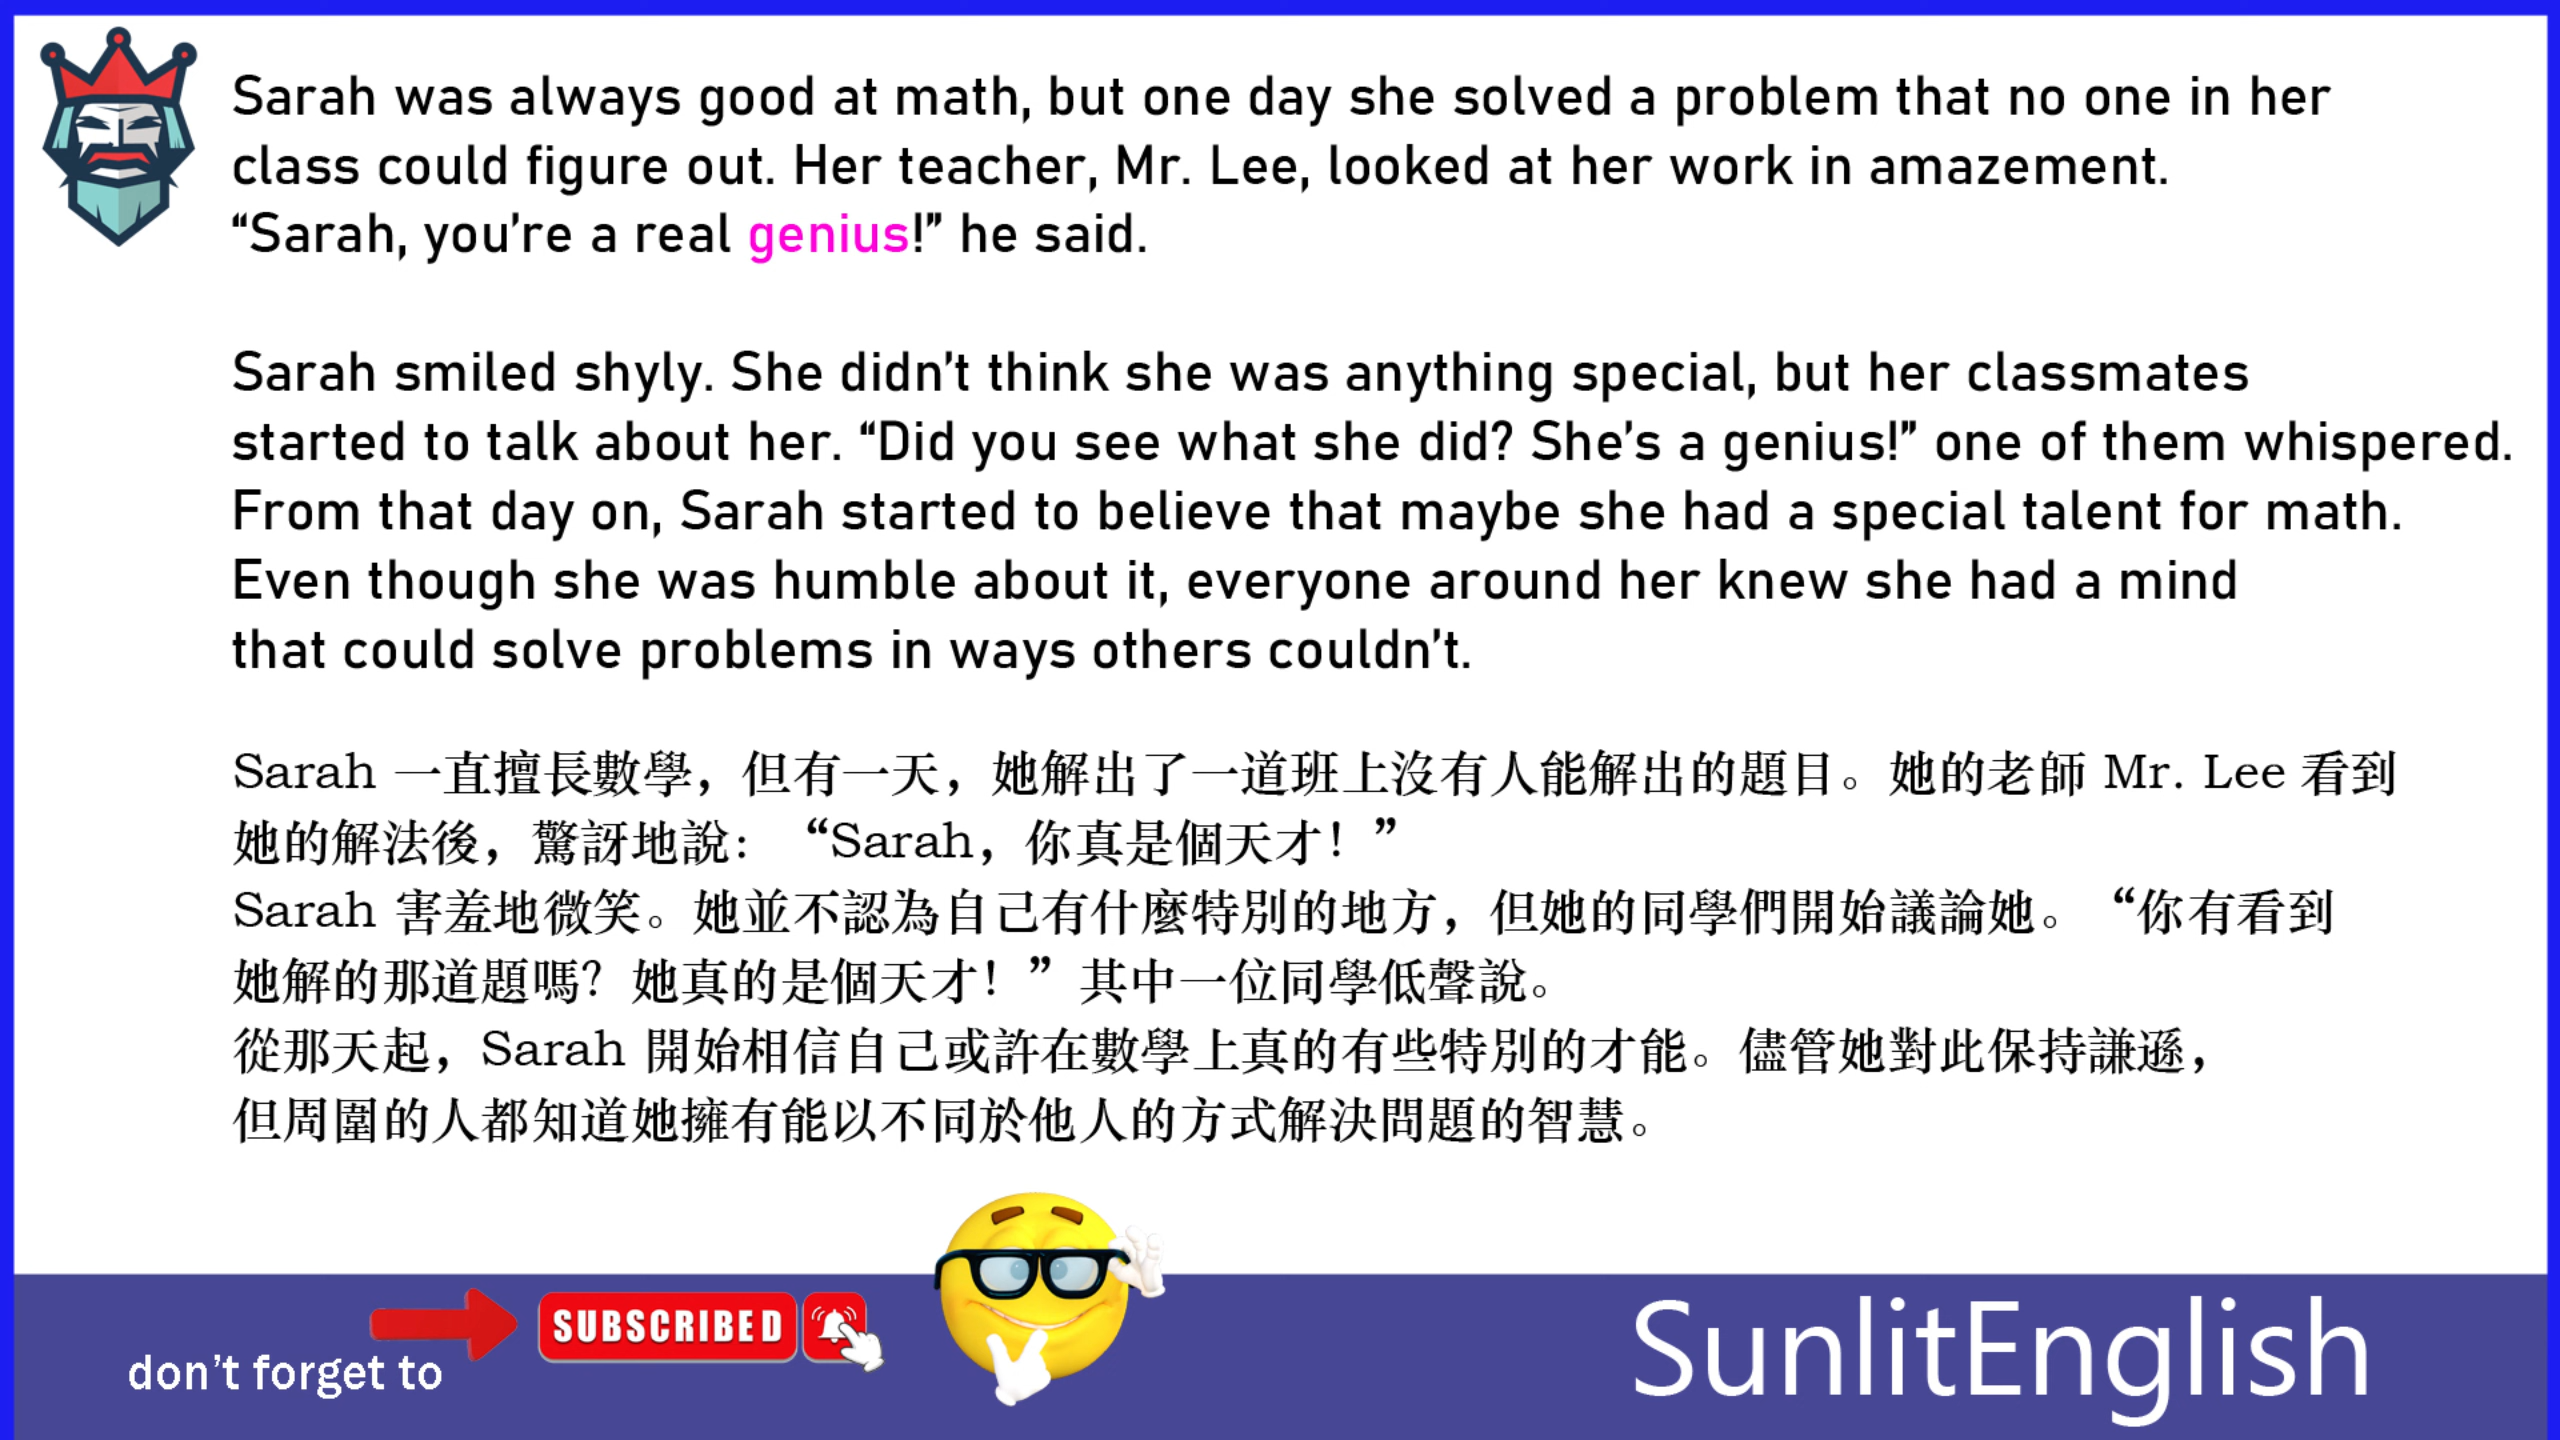 Sarah was always good at math, but one day she solved a problem that no one in her
class could figure out. Her teacher, Mr. Lee, looked at her work in amazement.
“Sarah, you’re a real genius!” he said.
Sarah smiled shyly. She didn’t think she was anything special, but her classmates
started to talk about her. “Did you see what she did? She’s a genius!” one of them whispered.
From that day on, Sarah started to believe that maybe she had a special talent for math.
Even though she was humble about it, everyone around her knew she had a mind
that could solve problems in ways others couldn’t.
Sarah 一直擅長數學，但有一天，她解出了一道班上沒有人能解出的題目。她的老師 Mr. Lee 看到
她的解法後，驚訝地說：“Sarah，你真是個天才！”
Sarah 害羞地微笑。她並不認為自己有什麼特別的地方，但她的同學們開始議論她。“你有看到
她解的那道題嗎？她真的是個天才！”其中一位同學低聲說。
從那天起，Sarah 開始相信自己或許在數學上真的有些特別的才能。儘管她對此保持謙遜，
但周圍的人都知道她擁有能以不同於他人的方式解決問題的智慧。
don’t forget to
SUBSCRIBED
SunlitEnglish